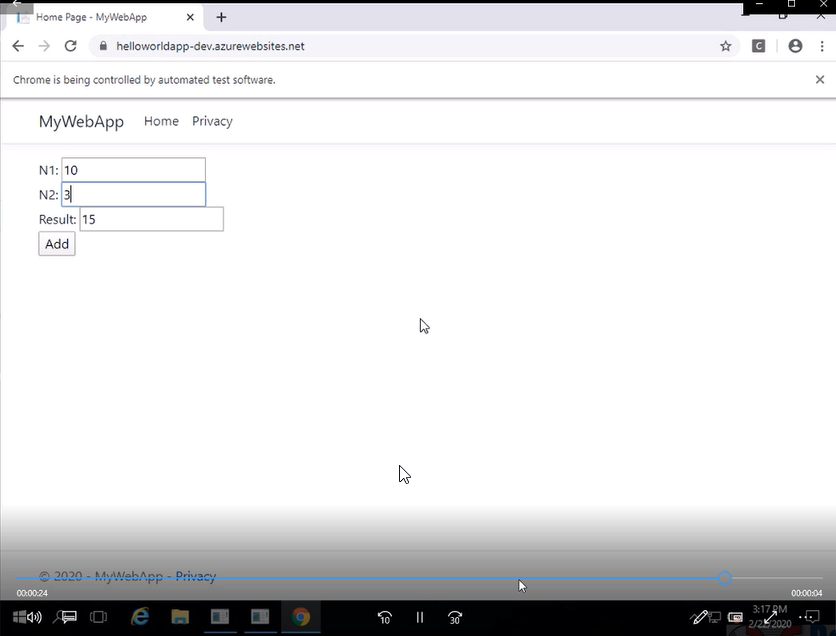 Home Page - MyWebApp
helloworldapp-dev.azurewebsites.net
C
Chrome is being controlled by automated test software.
MyWebApp Home Privacy
N1: 10
N2: 3
Result: 15
Add
© 2020 - MyWebApp - Privacy
00:00:24 00:00:04
10 30
3:17 PM
2/22/2020